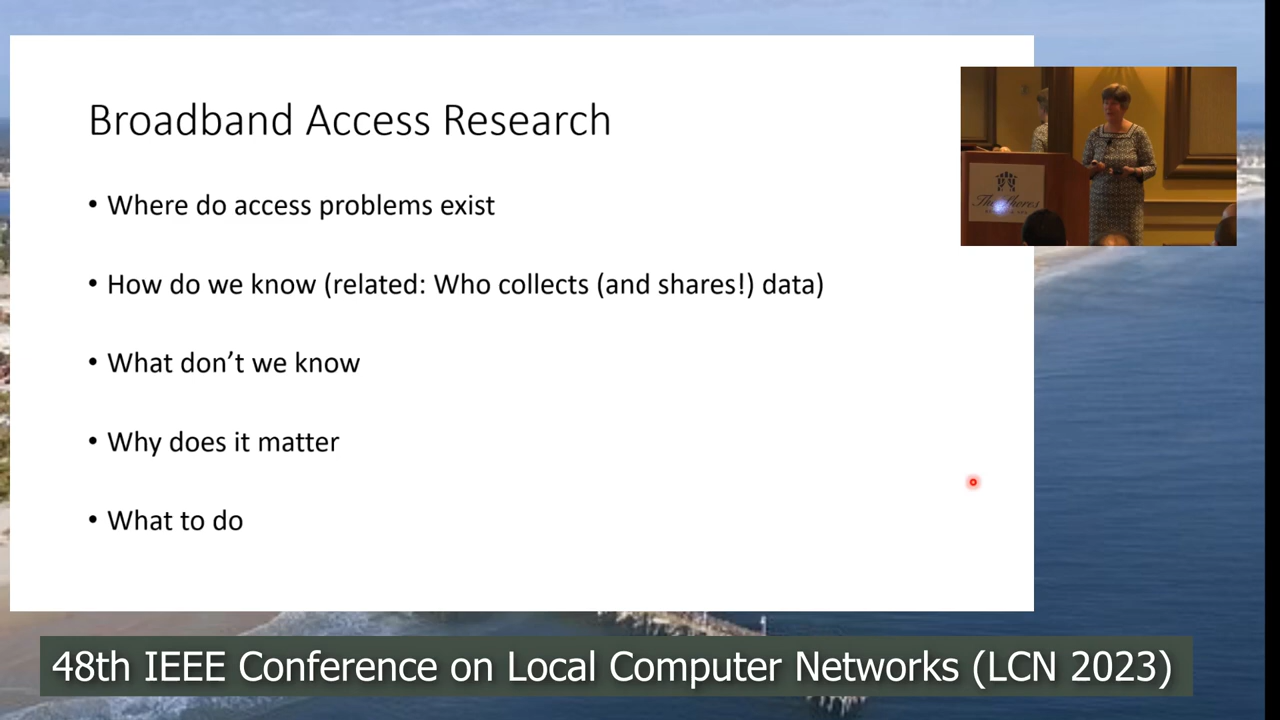 Broadband Access Research
• Where do access problems exist
• How do we know (related: Who collects (and shares!) data)
• What don’t we know
• Why does it matter
• What to do
48th IEEE Conference on Local Computer Networks (LCN 2023)